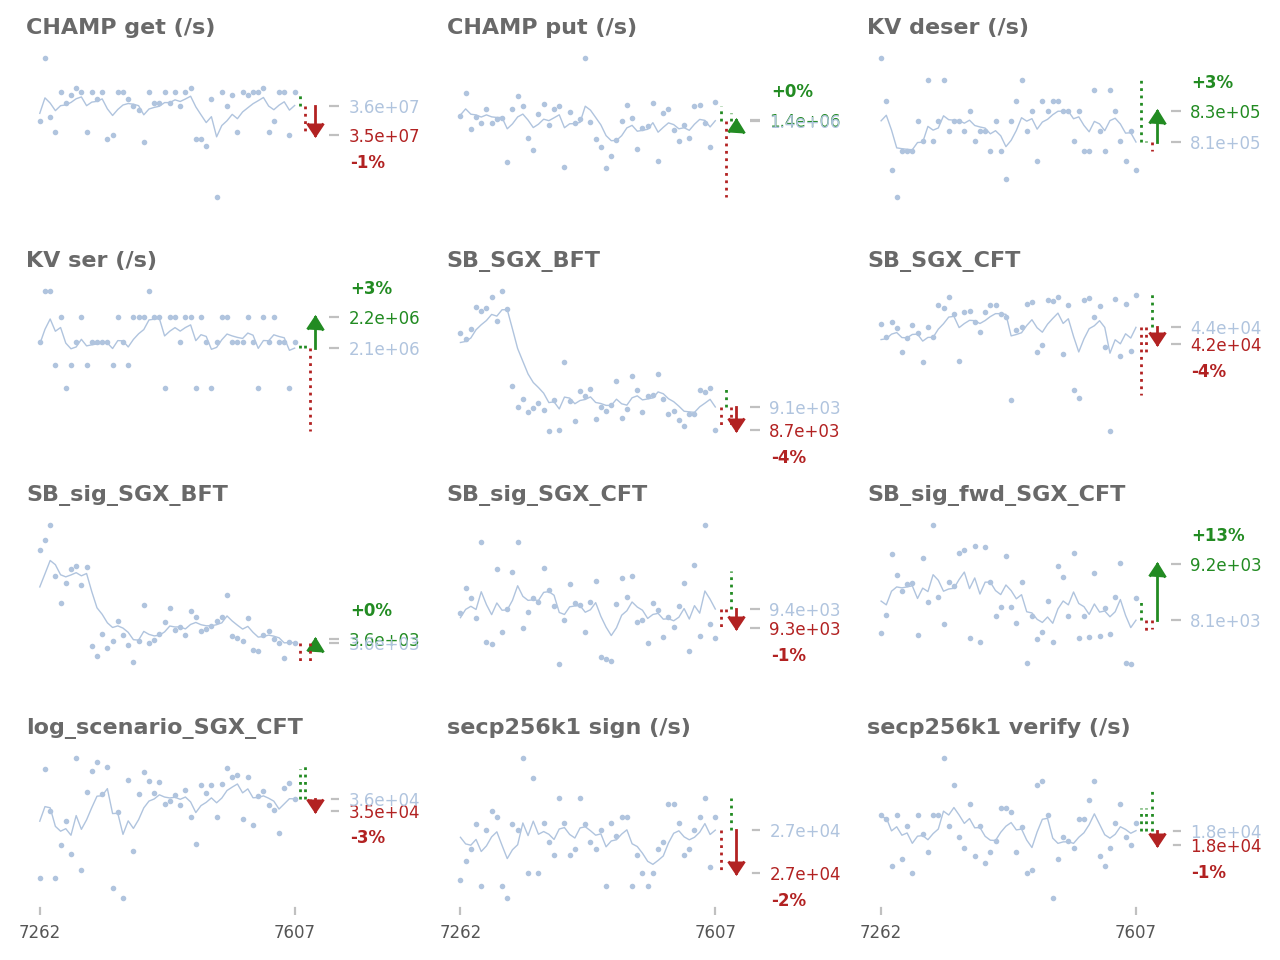 CHAMP get (/s)
3.6e+07
3.5e+07
-1%
CHAMP put (/s)
+0%
1.4e+06
KV deser (/s)
+3%
8.3e+05
8.1e+05
KV ser (/s)
+3%
2.2e+06
2.1e+06
SB_SGX_BFT
9.1e+03
8.7e+03
-4%
SB_SGX_CFT
4.4e+04
4.2e+04
-4%
SB_sig_SGX_BFT
+0%
3.6e+03
3.6e+03
SB_sig_SGX_CFT
9.4e+03
9.3e+03
-1%
SB_sig_fwd_SGX_CFT
+13%
9.2e+03
8.1e+03
log_scenario_SGX_CFT
3.6e+04
3.5e+04
-3%
secp256k1 sign (/s)
2.7e+04
2.7e+04
-2%
secp256k1 verify (/s)
1.8e+04
1.8e+04
-1%
7262 7607
7262 7607
7262 7607